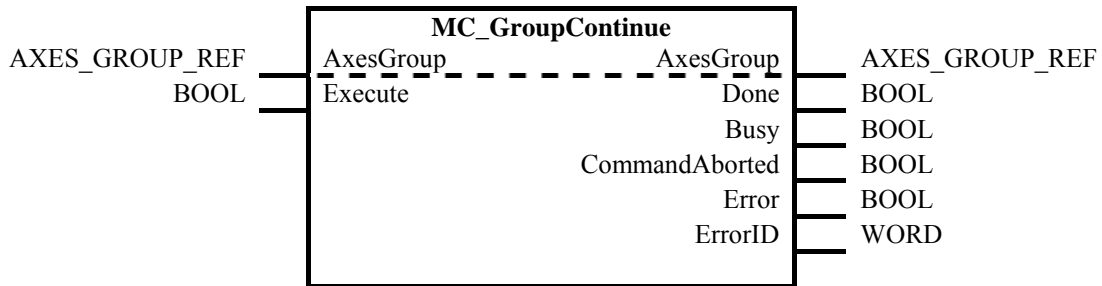 MC_GroupContinue
AXES_GROUP_REF AxesGroup AxesGroup AXES_GROUP_REF
BOOL Execute Done BOOL
Busy BOOL
CommandAborted BOOL
Error BOOL
ErrorID WORD